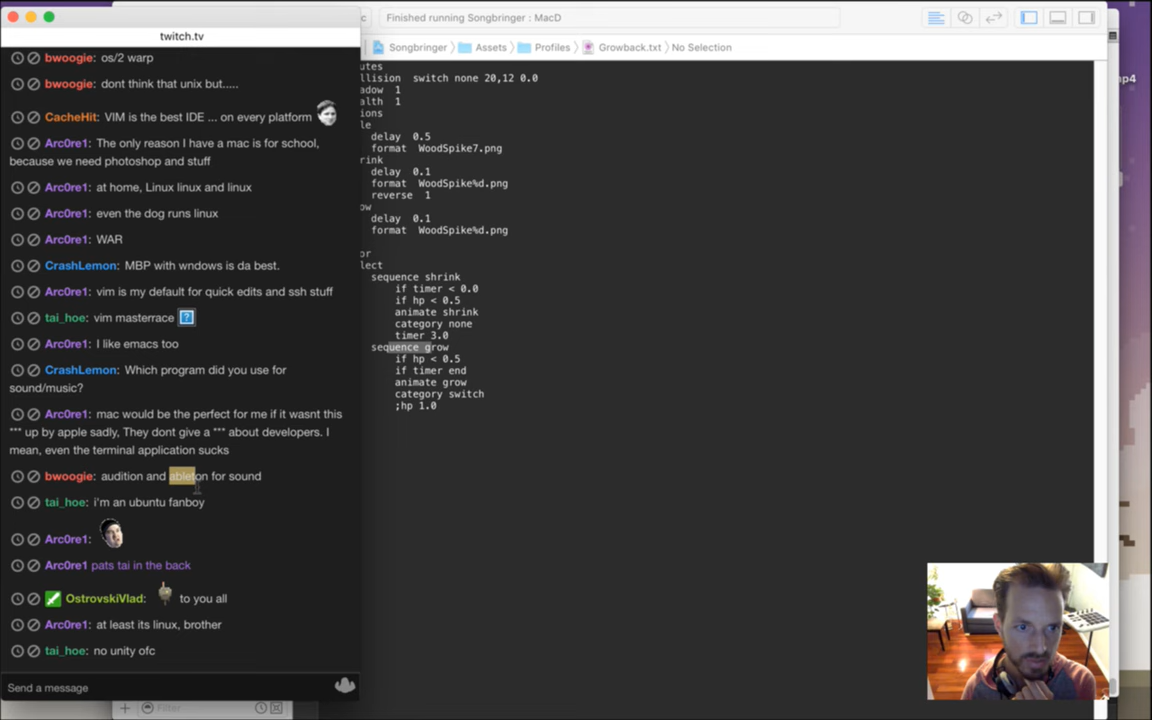 twitch.tv
bwoogie: os/2 warp
bwoogie: dont think that unix but.....
CacheHit: VIM is the best IDE ... on every platform
Arc0re1: The only reason I have a mac is for school,
because we need photoshop and stuff
Arc0re1: at home, Linux linux and linux
Arc0re1: even the dog runs linux
Arc0re1: WAR
CrashLemon: MBP with wndows is da best.
Arc0re1: vim is my default for quick edits and ssh stuff
tai_hoe: vim masterrace
Arc0re1: I like emacs too
CrashLemon: Which program did you use for
sound/music?
Arc0re1: mac would be the perfect for me if it wasnt this
*** up by apple sadly, They dont give a *** about developers. I
mean, even the terminal application sucks
bwoogie: audition and ableton for sound
tai_hoe: i'm an ubuntu fanboy
Arc0re1:
Arc0re1 pats tai in the back
OstrovskiVlad: to you all
Arc0re1: at least its linux, brother
tai_hoe: no unity ofc
Send a message
Filter
c
Finished running Songbringer : MacD
Songbringer Assets Profiles Growback.txt No Selection
mp4
utes
llision switch none 20,12 0.0
adow 1
alth 1
ions
le
delay 0.5
format WoodSpike7.png
rink
delay 0.1
format WoodSpike%d.png
reverse 1
ow
delay 0.1
format WoodSpike%d.png
or
lect
sequence shrink
if timer < 0.0
if hp < 0.5
animate shrink
category none
timer 3.0
sequence grow
if hp < 0.5
if timer end
animate grow
category switch
;hp 1.0